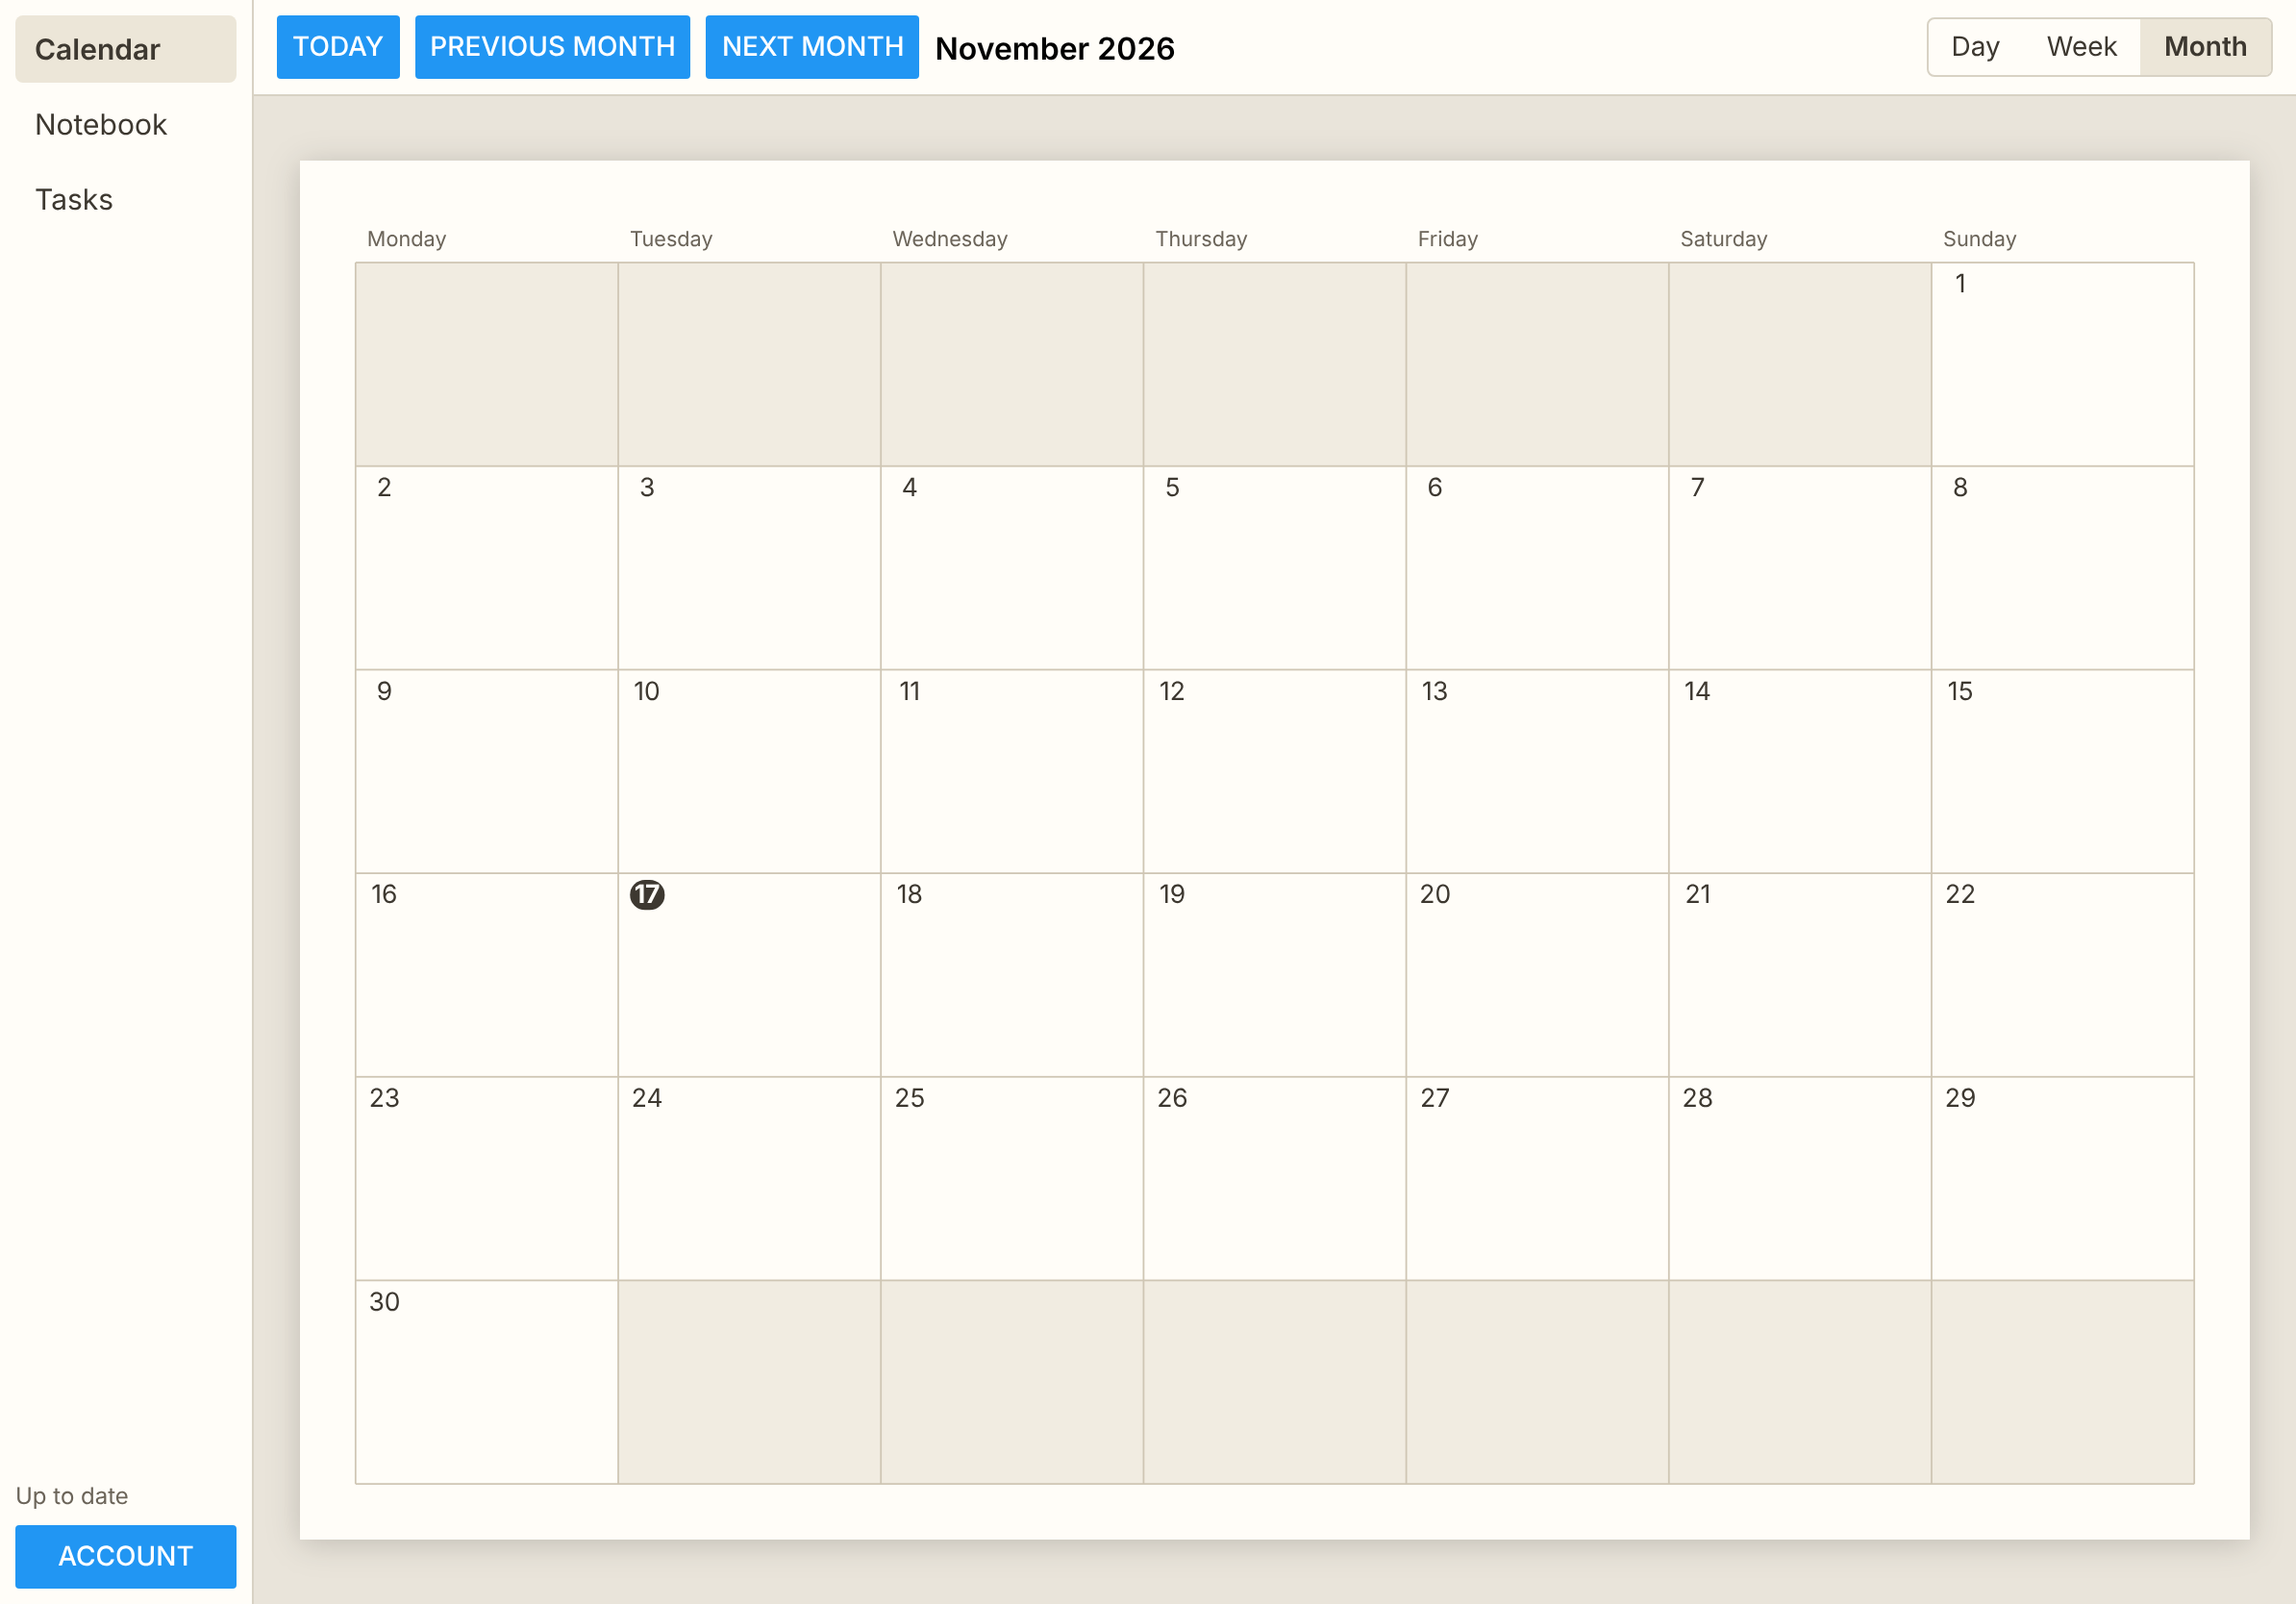 Calendar
Notebook
Tasks
TODAY PREVIOUS MONTH NEXT MONTH November 2026 Day Week Month
Monday Tuesday Wednesday Thursday Friday Saturday Sunday
1
2 3 4 5 6 7 8
9 10 11 12 13 14 15
16 17 18 19 20 21 22
23 24 25 26 27 28 29
30
Up to date
ACCOUNT